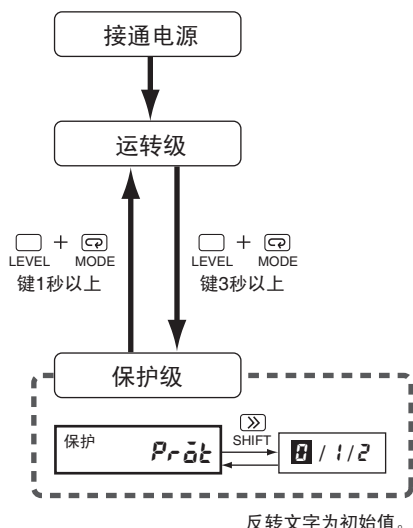 接通电源
运转级
+
LEVEL MODE
键1秒以上
+
LEVEL MODE
键3秒以上
保护级
保护 Prot SHIFT 0 / 1 / 2
反转文字为初始值。